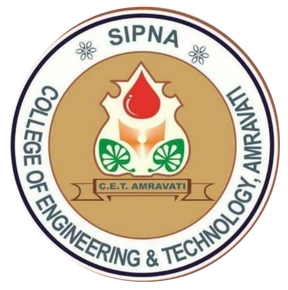 SIPNA
COLLEGE OF ENGINEERING & TECHNOLOGY, AMRAVATI
C.E.T. AMRAVATI